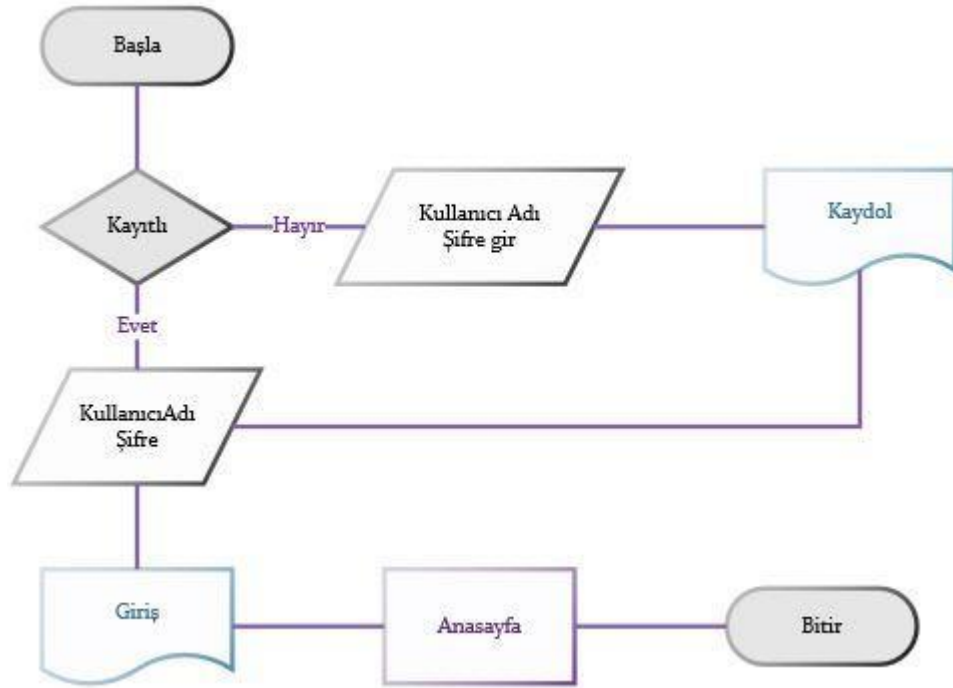 Başla
Kayıtlı
Hayır
Kullanıcı Adı
Şifre gir
Kaydol
Evet
KullanıcıAdı
Şifre
Giriş
Anasayfa
Bitir